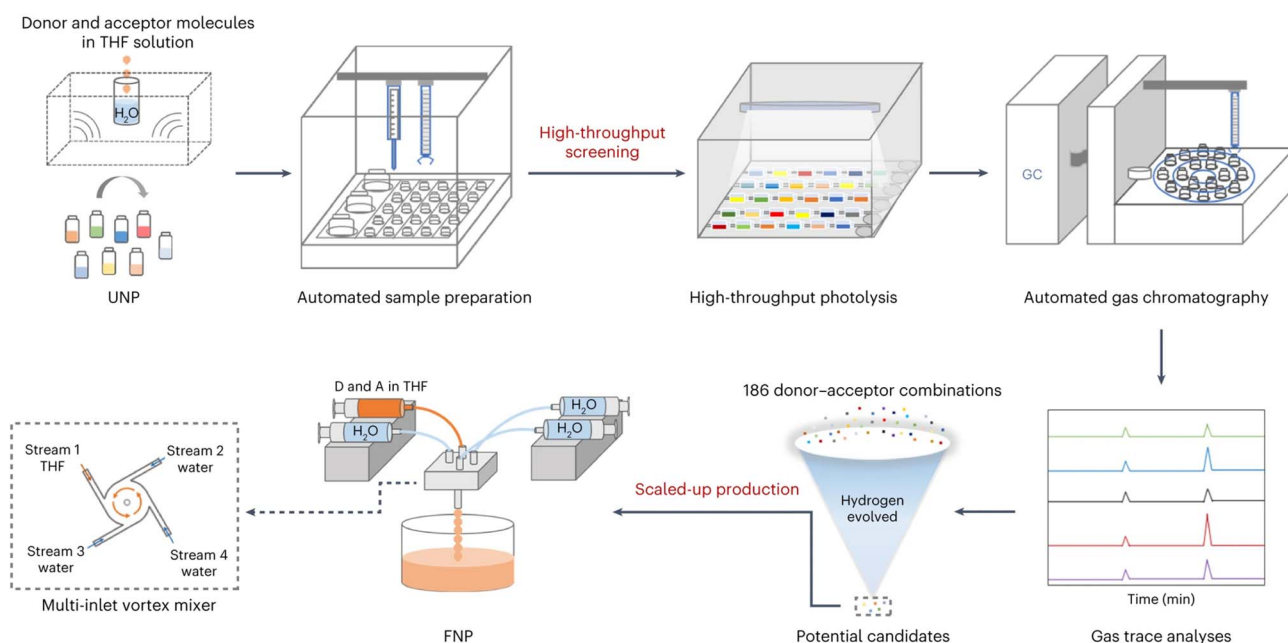 Donor and acceptor molecules
in THF solution
H₂O
UNP
Automated sample preparation
High-throughput
screening
High-throughput photolysis
GC
Automated gas chromatography
Stream 1
THF
Stream 2
water
Stream 3
water
Stream 4
water
Multi-inlet vortex mixer
D and A in THF
H₂O
H₂O
H₂O
FNP
Scaled-up production
186 donor–acceptor combinations
Hydrogen
evolved
Potential candidates
Time (min)
Gas trace analyses